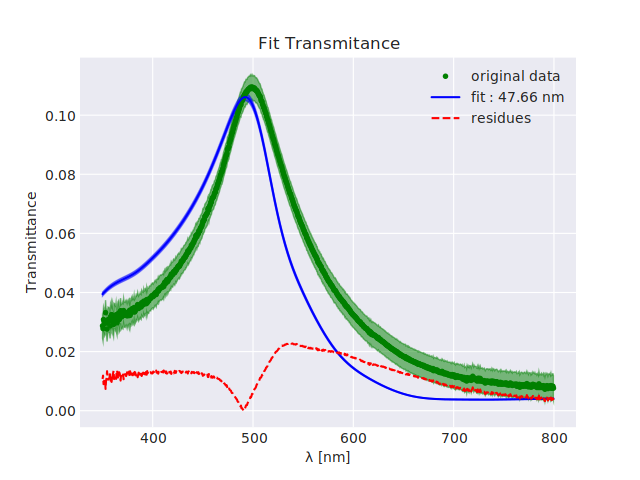 Fit Transmitance
original data
fit : 47.66 nm
residues
Transmittance
0.10
0.08
0.06
0.04
0.02
0.00
400 500 600 700 800
λ [nm]